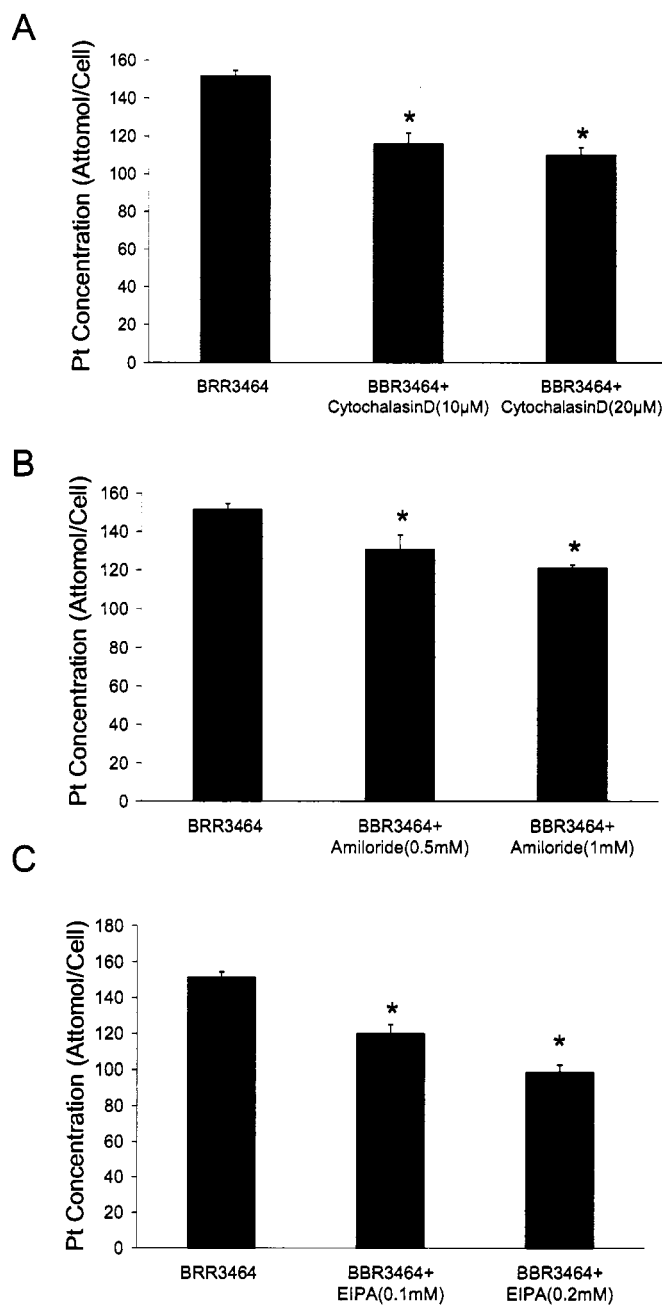 A
Pt Concentration (Attomol/Cell)
160
140
120
100
80
60
40
20
0
*
*
BRR3464
BBR3464+
CytochalasinD(10µM)
BBR3464+
CytochalasinD(20µM)
B
Pt Concentration (Attomol/Cell)
160
140
120
100
80
60
40
20
0
*
*
BRR3464
BBR3464+
Amiloride(0.5mM)
BBR3464+
Amiloride(1mM)
C
Pt Concentration (Attomol/Cell)
180
160
140
120
100
80
60
40
20
0
*
*
BRR3464
BBR3464+
EIPA(0.1mM)
BBR3464+
EIPA(0.2mM)